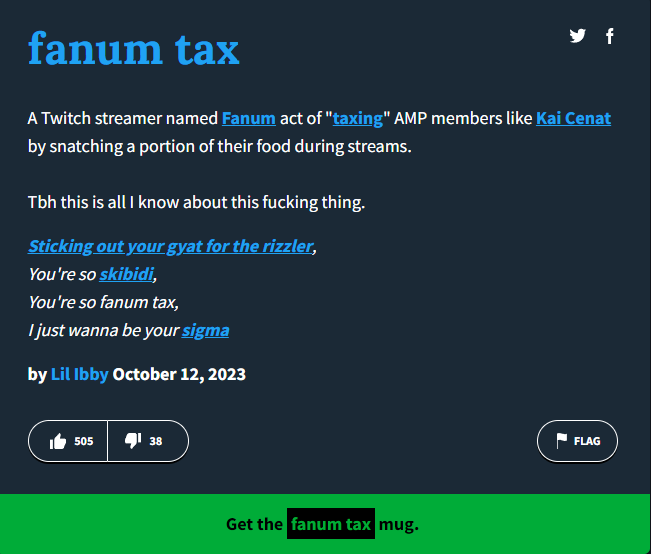 fanum tax
A Twitch streamer named Fanum act of "taxing" AMP members like Kai Cenat
by snatching a portion of their food during streams.
Tbh this is all I know about this fucking thing.
Sticking out your gyat for the rizzler,
You're so skibidi,
You're so fanum tax,
I just wanna be your sigma
by Lil Ibby October 12, 2023
505 38 FLAG
Get the fanum tax mug.